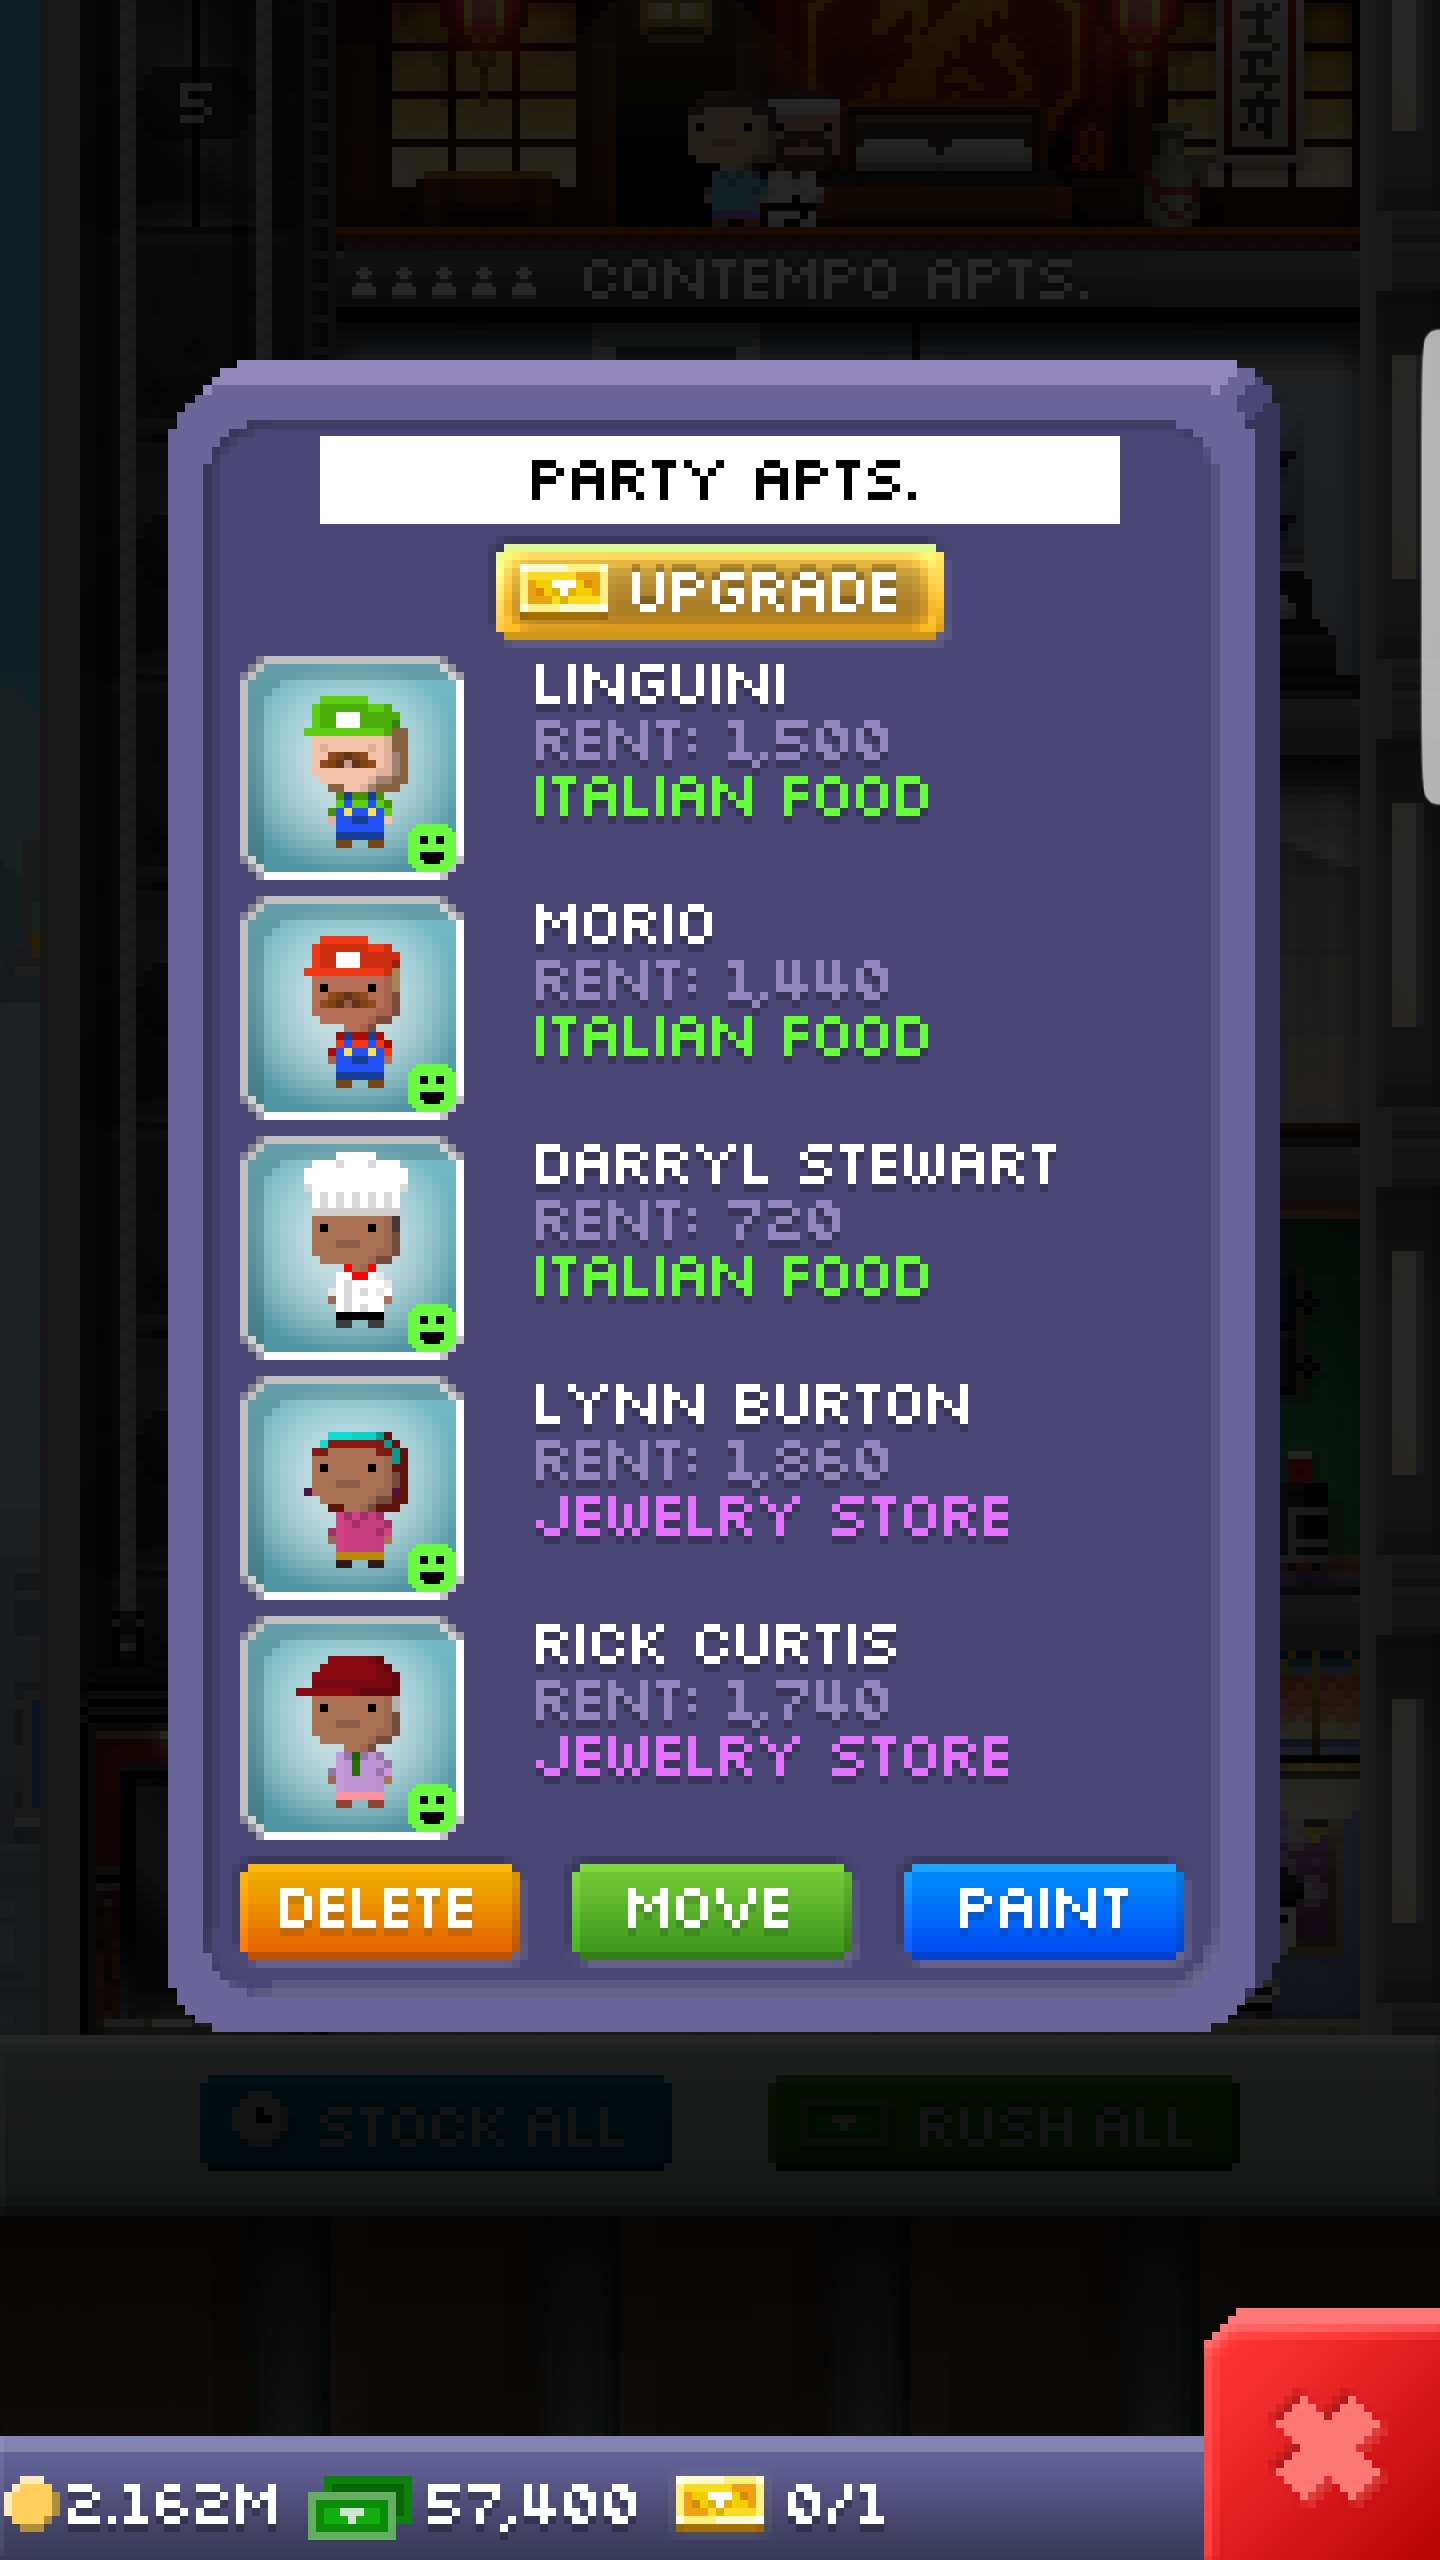 5
CONTEMPO APTS.
PARTY APTS.
UPGRADE
LINGUINI
RENT: 1,500
ITALIAN FOOD
MORIO
RENT: 1,440
ITALIAN FOOD
DARRYL STEWART
RENT: 720
ITALIAN FOOD
LYNN BURTON
RENT: 1,860
JEWELRY STORE
RICK CURTIS
RENT: 1,740
JEWELRY STORE
DELETE MOVE PAINT
STOCK ALL RUSH ALL
2.162M 57,400 0/1